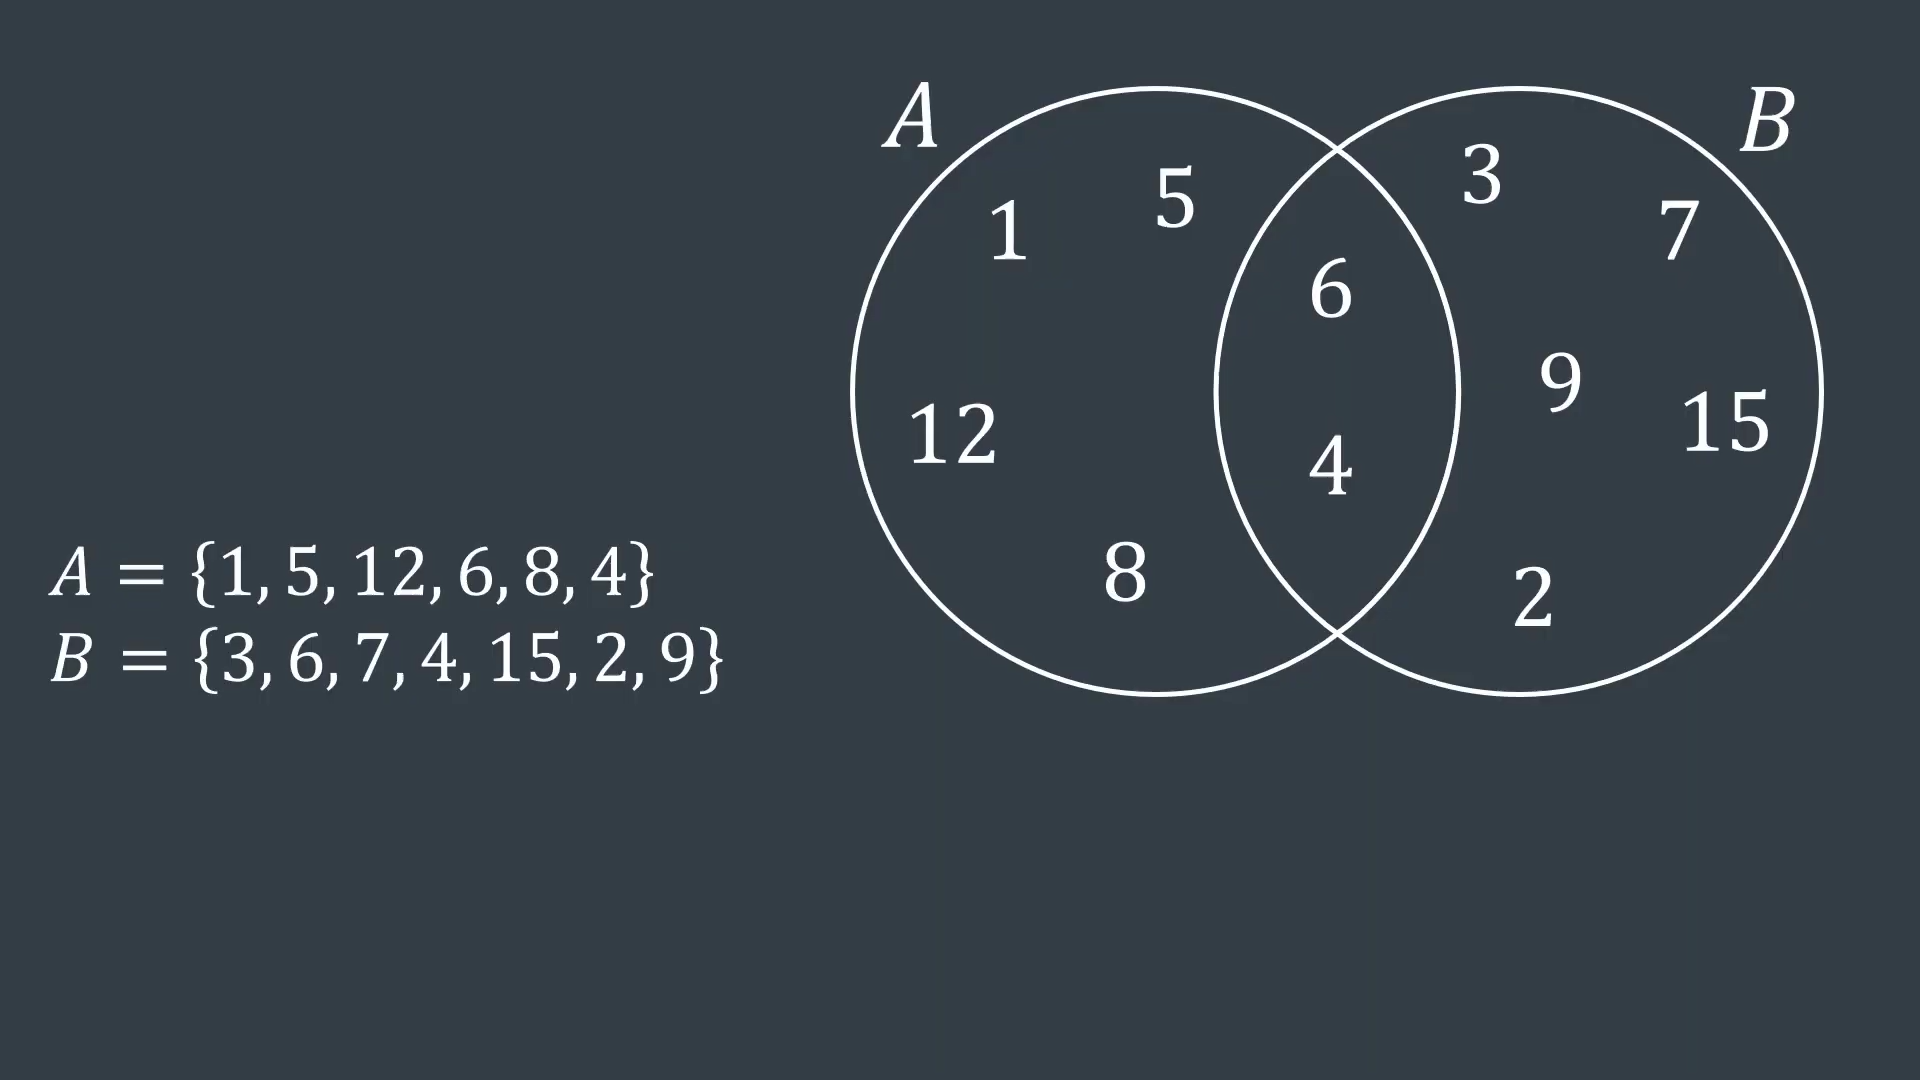 A
B
1
5
3
7
6
12
9
15
4
8
2
A = {1, 5, 12, 6, 8, 4}
B = {3, 6, 7, 4, 15, 2, 9}